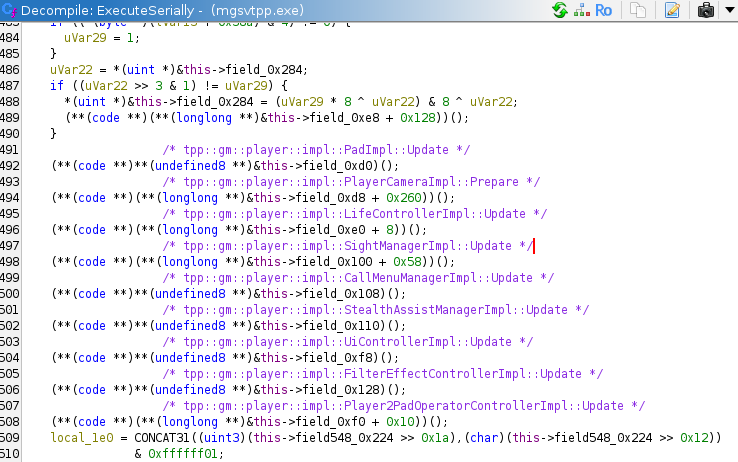 Decompile: ExecuteSerially - (mgsvtpp.exe)
Ro
484 uVar29 = 1;
485 }
486 uVar22 = *(uint *)&this->field_0x284;
487 if ((uVar22 >> 3 & 1) != uVar29) {
488 *(uint *)&this->field_0x284 = (uVar29 * 8 ^ uVar22) & 8 ^ uVar22;
489 (**(code **)(**(longlong **)&this->field_0xe8 + 0x128))();
490 }
491 /* tpp::gm::player::impl::PadImpl::Update */
492 (**(code **)**(undefined8 **)&this->field_0xd0)();
493 /* tpp::gm::player::impl::PlayerCameraImpl::Prepare */
494 (**(code **)(**(longlong **)&this->field_0xd8 + 0x260))();
495 /* tpp::gm::player::impl::LifeControllerImpl::Update */
496 (**(code **)(**(longlong **)&this->field_0xe0 + 8))();
497 /* tpp::gm::player::impl::SightManagerImpl::Update */
498 (**(code **)(**(longlong **)&this->field_0x100 + 0x58))();
499 /* tpp::gm::player::impl::CallMenuManagerImpl::Update */
500 (**(code **)**(undefined8 **)&this->field_0x108)();
501 /* tpp::gm::player::impl::StealthAssistManagerImpl::Update */
502 (**(code **)**(undefined8 **)&this->field_0x110)();
503 /* tpp::gm::player::impl::UiControllerImpl::Update */
504 (**(code **)**(undefined8 **)&this->field_0xf8)();
505 /* tpp::gm::player::impl::FilterEffectControllerImpl::Update */
506 (**(code **)**(undefined8 **)&this->field_0x128)();
507 /* tpp::gm::player::impl::Player2PadOperatorControllerImpl::Update */
508 (**(code **)(**(longlong **)&this->field_0xf0 + 0x10))();
509 local_1e0 = CONCAT31((uint3)(this->field548_0x224 >> 0x1a),(char)(this->field548_0x224 >> 0x12))
510 & 0xffffff01;